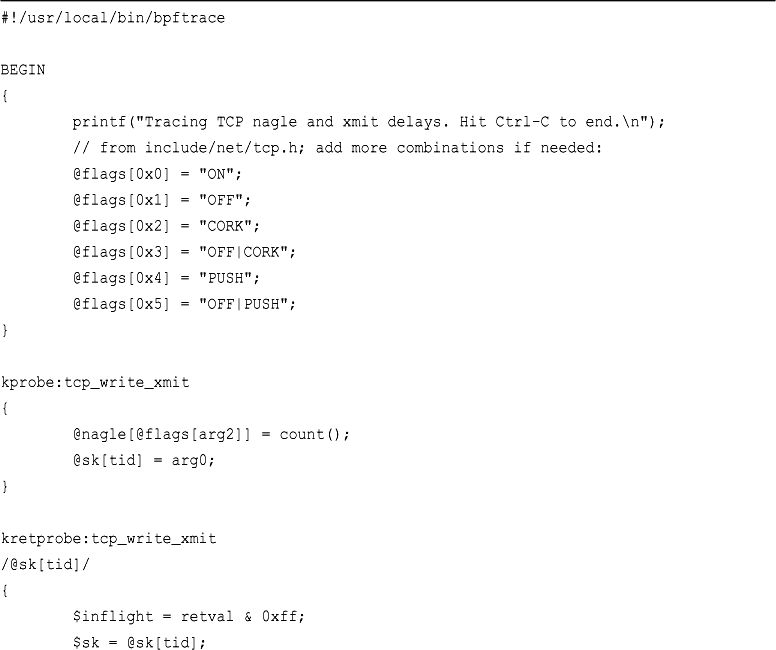 #!/usr/local/bin/bpftrace

BEGIN
{
        printf("Tracing TCP nagle and xmit delays. Hit Ctrl-C to end.\n");
        // from include/net/tcp.h; add more combinations if needed:
        @flags[0x0] = "ON";
        @flags[0x1] = "OFF";
        @flags[0x2] = "CORK";
        @flags[0x3] = "OFF|CORK";
        @flags[0x4] = "PUSH";
        @flags[0x5] = "OFF|PUSH";
}

kprobe:tcp_write_xmit
{
        @nagle[@flags[arg2]] = count();
        @sk[tid] = arg0;
}

kretprobe:tcp_write_xmit
/@sk[tid]/
{
        $inflight = retval & 0xff;
        $sk = @sk[tid];